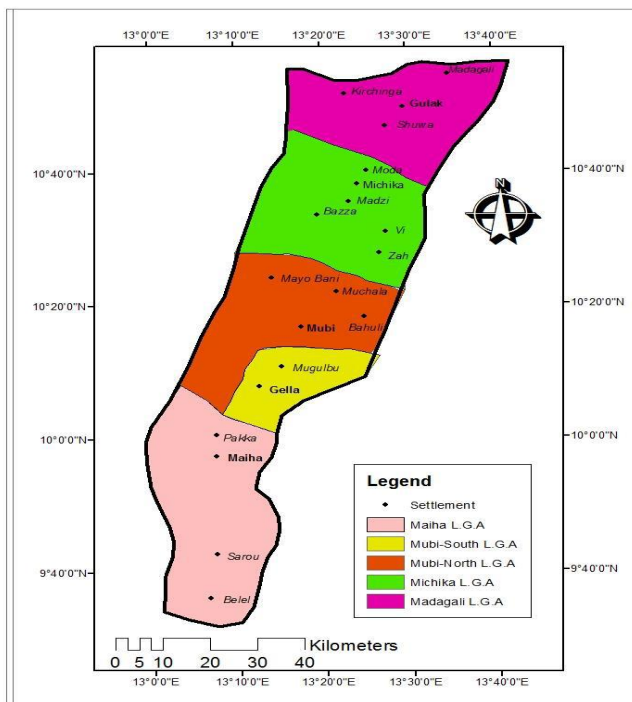 13°0'0"E 13°10'0"E 13°20'0"E 13°30'0"E 13°40'0"E
Madagali
Kirchinga
Gulak
Shuwa
10°40'0"N 10°40'0"N
Moda
Michika
Madzi
Bazza
Vi
Zah
N
Mayo Bani
Muchala
10°20'0"N 10°20'0"N
Mubi
Bahuli
Mugulbu
Gella
10°0'0"N 10°0'0"N
Pakka
Maiha
Sarou
Belel
9°40'0"N 9°40'0"N
Legend
Settlement
Maiha L.G.A
Mubi-South L.G.A
Mubi-North L.G.A
Michika L.G.A
Madagali L.G.A
Kilometers
0 5 10 20 30 40
13°0'0"E 13°10'0"E 13°20'0"E 13°30'0"E 13°40'0"E